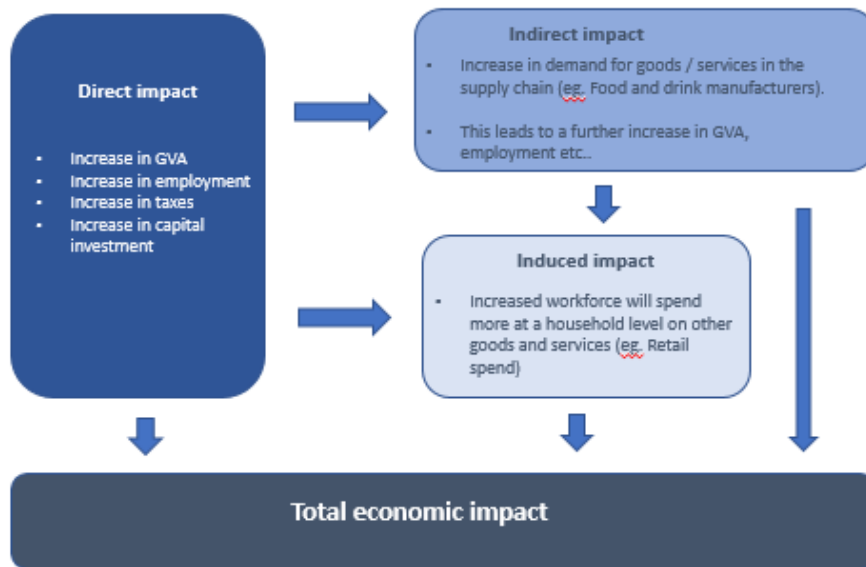 Direct impact
• Increase in GVA
• Increase in employment
• Increase in taxes
• Increase in capital
investment
Indirect impact
• Increase in demand for goods / services in the
supply chain (eg. Food and drink manufacturers).
• This leads to a further increase in GVA,
employment etc..
Induced impact
• Increased workforce will spend
more at a household level on other
goods and services (eg. Retail
spend)
Total economic impact